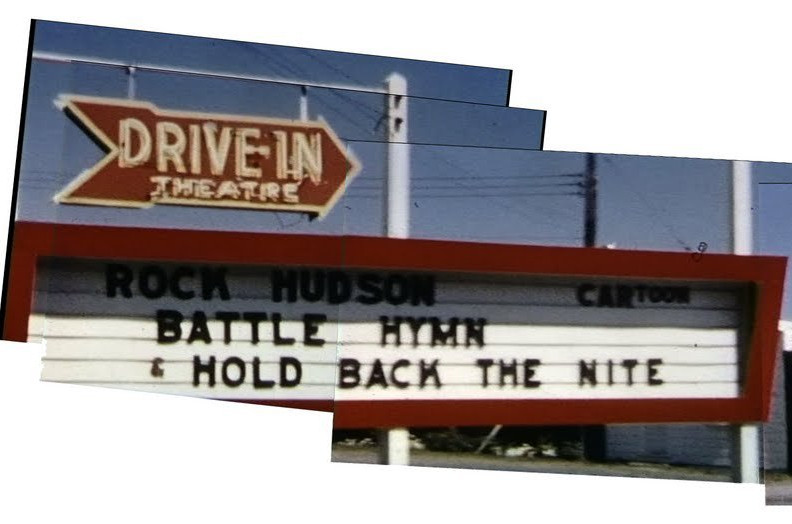 DRIVE-IN
THEATRE
ROCK HUDSON CARTOON
BATTLE HYMN
& HOLD BACK THE NITE